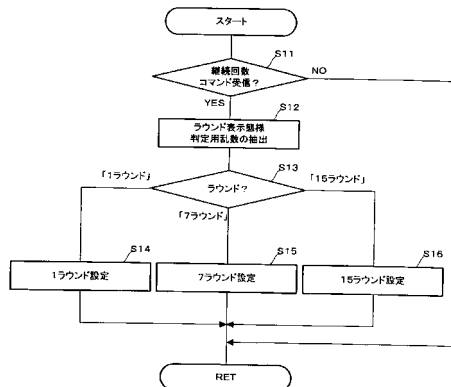 スタート
S11
継続回数
コマンド受信？
NO
YES
S12
ラウンド表示態様
判定用乱数の抽出
S13
ラウンド？
「1ラウンド」
「15ラウンド」
「7ラウンド」
S14
1ラウンド設定
S15
7ラウンド設定
S16
15ラウンド設定
RET